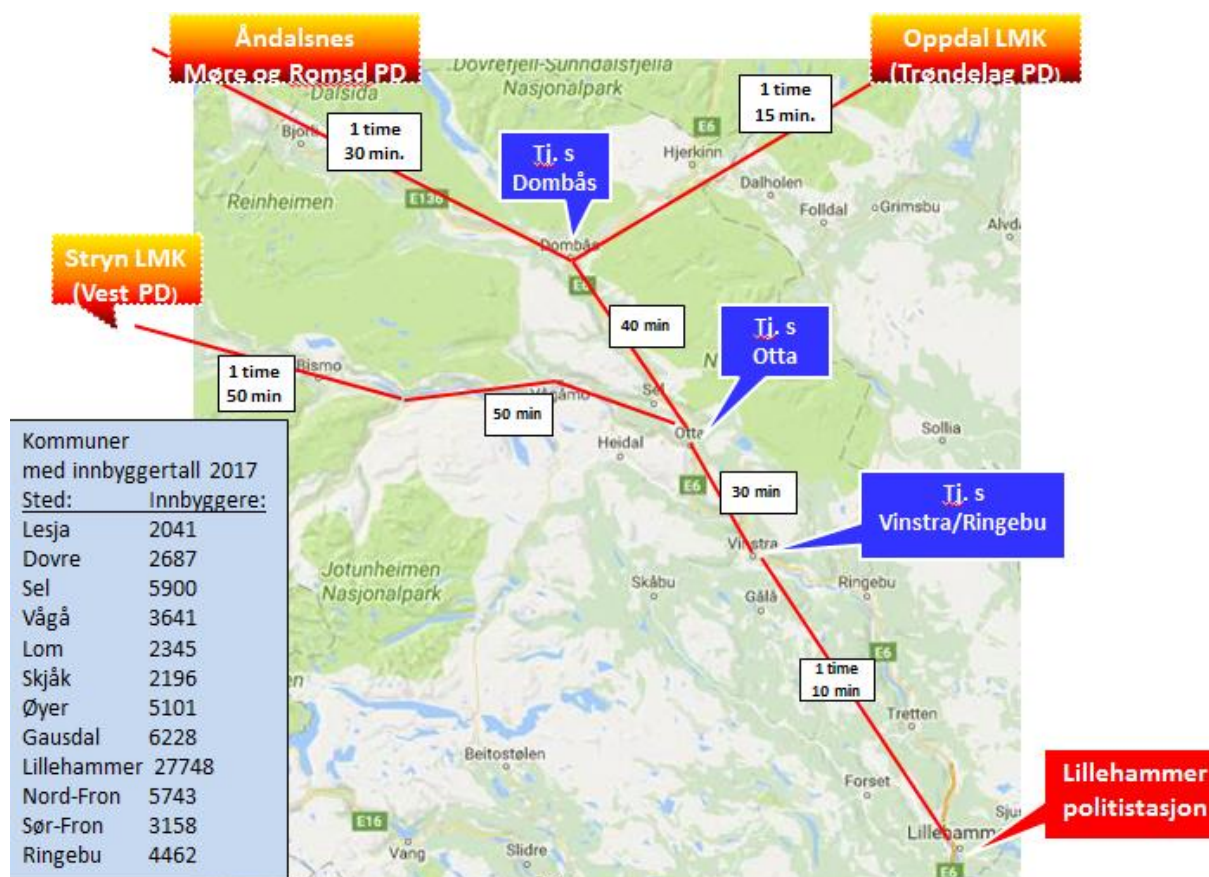 Åndalsnes
Møre og Romsd PD
Oppdal LMK
(Trøndelag PD)
Dovrefjell-Sunndalsfjella
Nasjonalpark
Dalsida
Bjorli
1 time
30 min.
1 time
15 min.
E6
Hjerkinn
Tj. s
Dombås
Dalholen
Folldal
Grimsbu
Alvda
Reinheimen
E136
Dombås
Stryn LMK
(Vest PD)
E6
40 min
Tj. s
Otta
N
Bismo
1 time
50 min
Vågåmo
50 min
Sel
Otta
Heidal
Sollia
E6
30 min
Tj. s
Vinstra/Ringebu
Vinstra
Ringebu
Skåbu
Gålå
Jotunheimen
Nasjonalpark
E6
1 time
10 min
Tretten
Beitostølen
Forset
Lillehammer
politistasjon
Sju
Lillehamme
E6
E16
Vang
Slidre
Kommuner
med innbyggertall 2017
Sted: Innbyggere:
Lesja 2041
Dovre 2687
Sel 5900
Vågå 3641
Lom 2345
Skjåk 2196
Øyer 5101
Gausdal 6228
Lillehammer 27748
Nord-Fron 5743
Sør-Fron 3158
Ringebu 4462